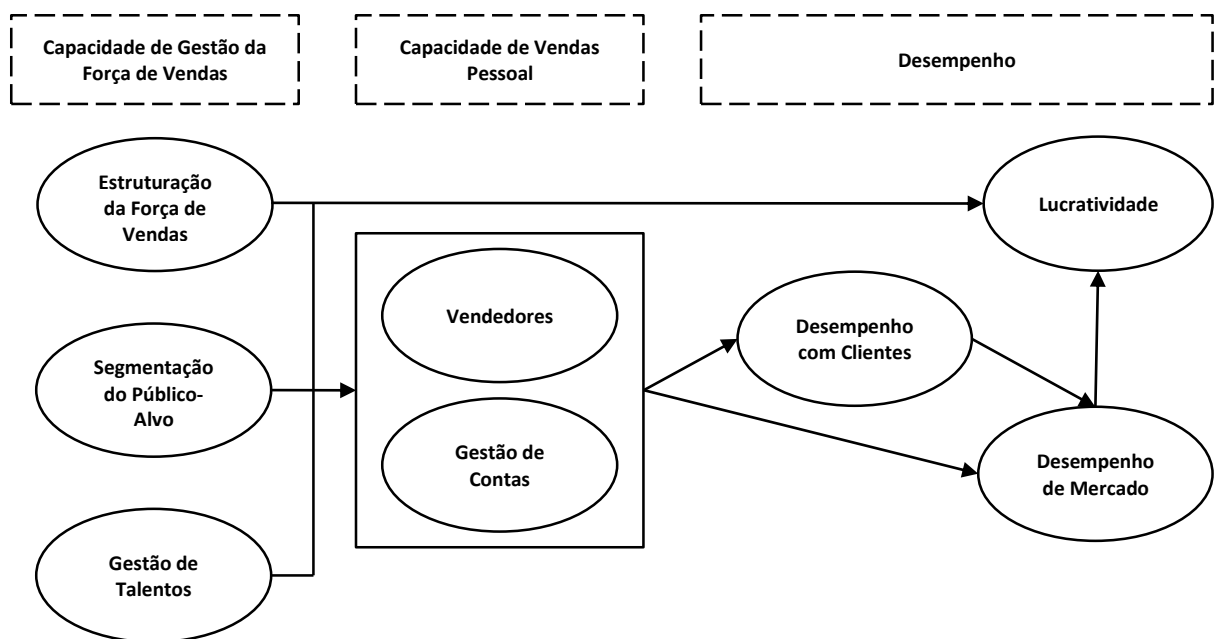 Capacidade de Gestão da
Força de Vendas
Capacidade de Vendas
Pessoal
Desempenho
Estruturação
da Força de
Vendas
Lucratividade
Vendedores
Desempenho
com Clientes
Segmentação
do Público-
Alvo
Gestão de
Contas
Desempenho
de Mercado
Gestão de
Talentos